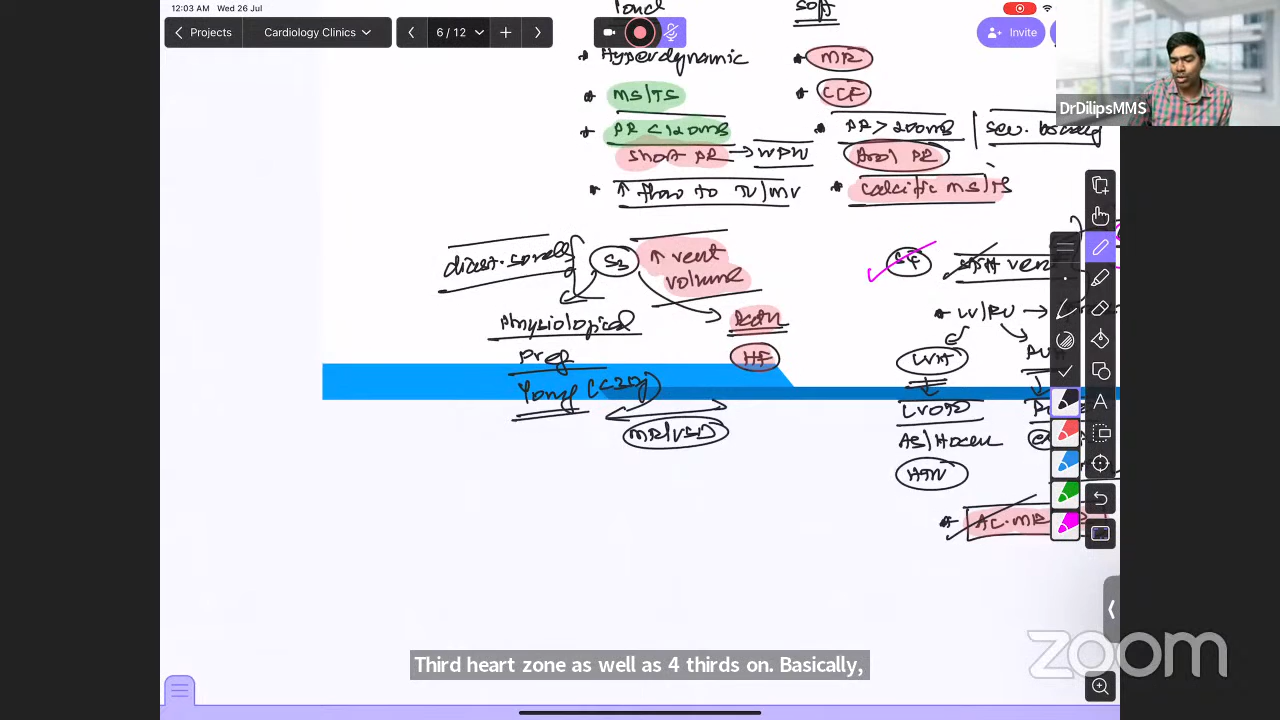 12:03 AM Wed 26 Jul
Projects
Cardiology Clinics
6 / 12
Invite
Loud
Soft
Hyperdynamic
MR
DrDilipsMMS
MS/TS
CCF
PR < 120ms
PR > 200ms
short PR → WPW
↑ flow to TV/MV
calcific MS/TS
S3
↑ vent
volume
S4
Physiological
HF
Preg
LV/RV →
LVH
Young (<30y)
LVOTO
MR/VSD
AS/HOCM
HTN
AC.MR
A
Third heart zone as well as 4 thirds on. Basically,
zoom